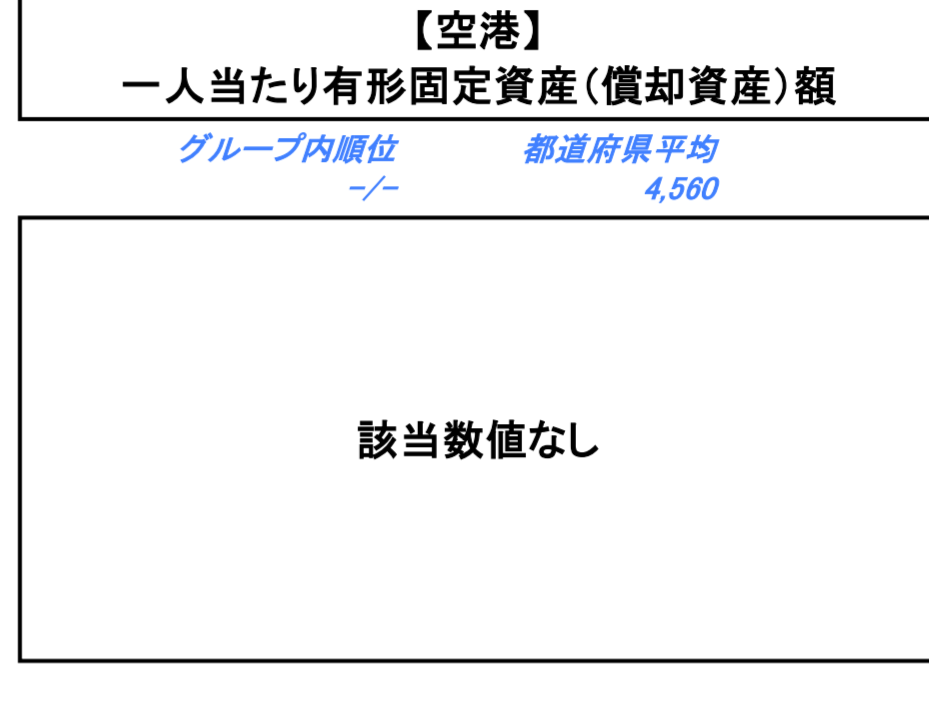 【空港】
一人当たり有形固定資産(償却資産)額
グループ内順位 都道府県平均
-/- 4,560
該当数値なし